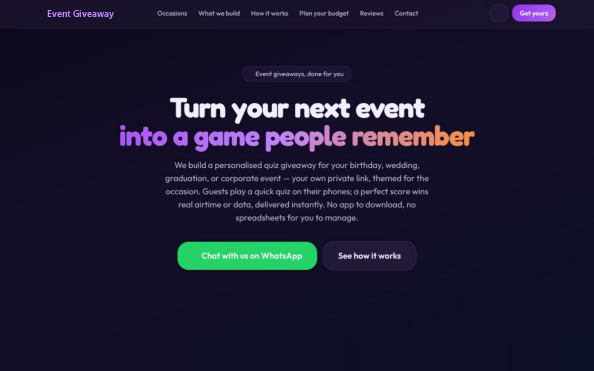 Event Giveaway
Occasions
What we build
How it works
Plan your budget
Reviews
Contact
Get yours
Event giveaways, done for you
Turn your next event
into a game people remember
We build a personalised quiz giveaway for your birthday, wedding,
graduation, or corporate event — your own private link, themed for the
occasion. Guests play a quick quiz on their phones; a perfect score wins
real airtime or data, delivered instantly. No app to download, no
spreadsheets for you to manage.
Chat with us on WhatsApp
See how it works